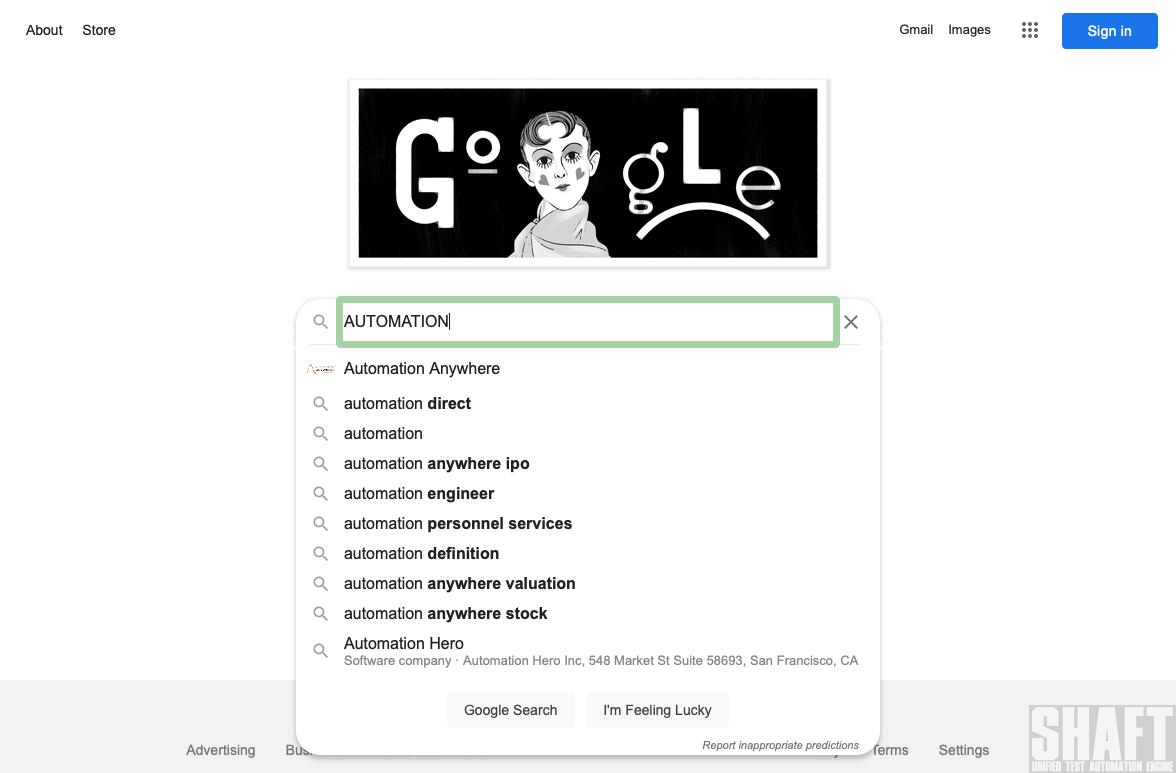 About Store
Gmail Images
Sign in
GOogLe
AUTOMATION
Automation Anywhere
automation direct
automation
automation anywhere ipo
automation engineer
automation personnel services
automation definition
automation anywhere valuation
automation anywhere stock
Automation Hero
Software company · Automation Hero Inc, 548 Market St Suite 58693, San Francisco, CA
Google Search I'm Feeling Lucky
Report inappropriate predictions
Advertising
Terms Settings
SHAFT
UNIFIED TEST AUTOMATION ENGINE